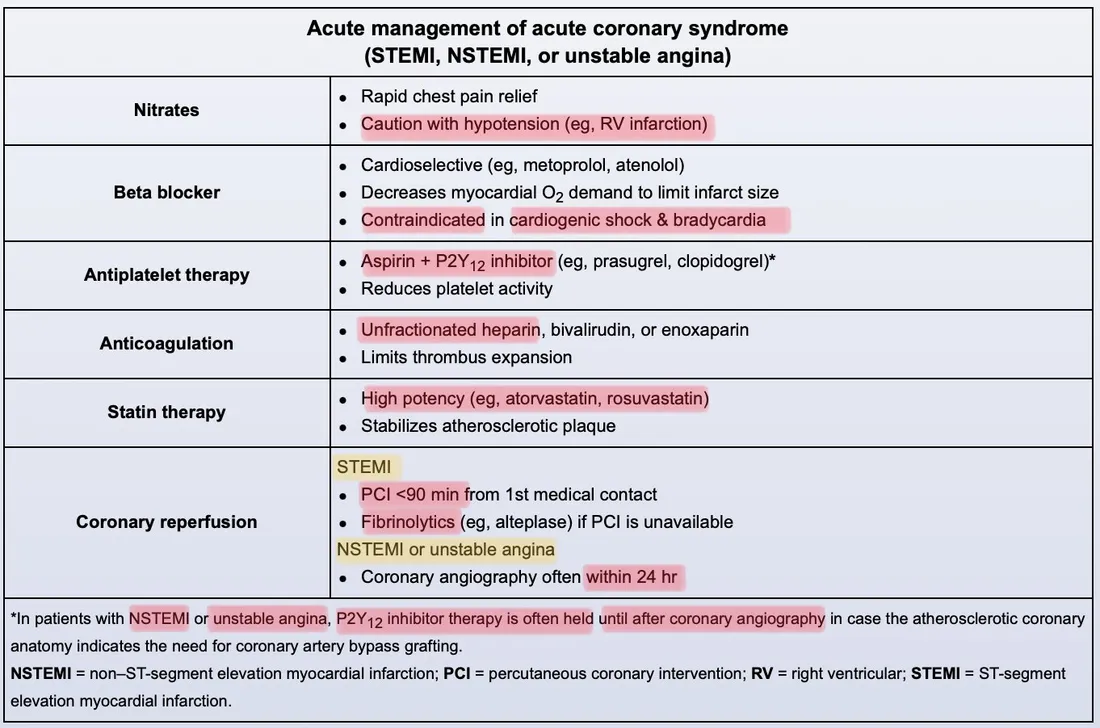 Acute management of acute coronary syndrome
(STEMI, NSTEMI, or unstable angina)
Nitrates
• Rapid chest pain relief
• Caution with hypotension (eg, RV infarction)
Beta blocker
• Cardioselective (eg, metoprolol, atenolol)
• Decreases myocardial O2 demand to limit infarct size
• Contraindicated in cardiogenic shock & bradycardia
Antiplatelet therapy
• Aspirin + P2Y12 inhibitor (eg, prasugrel, clopidogrel)*
• Reduces platelet activity
Anticoagulation
• Unfractionated heparin, bivalirudin, or enoxaparin
• Limits thrombus expansion
Statin therapy
• High potency (eg, atorvastatin, rosuvastatin)
• Stabilizes atherosclerotic plaque
Coronary reperfusion
STEMI
• PCI <90 min from 1st medical contact
• Fibrinolytics (eg, alteplase) if PCI is unavailable
NSTEMI or unstable angina
• Coronary angiography often within 24 hr
*In patients with NSTEMI or unstable angina, P2Y12 inhibitor therapy is often held until after coronary angiography in case the atherosclerotic coronary
anatomy indicates the need for coronary artery bypass grafting.
NSTEMI = non–ST-segment elevation myocardial infarction; PCI = percutaneous coronary intervention; RV = right ventricular; STEMI = ST-segment
elevation myocardial infarction.